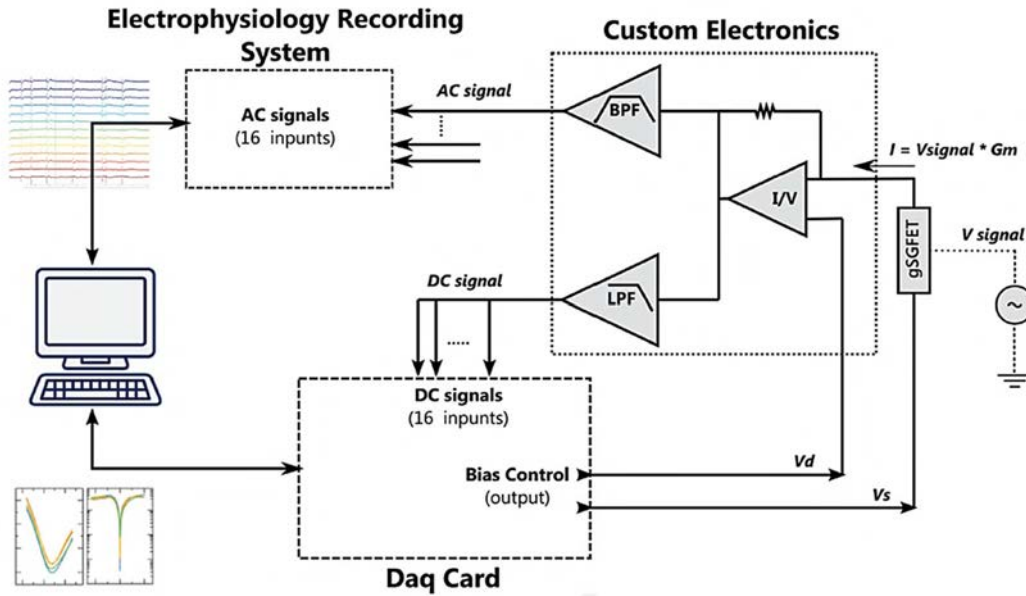 Electrophysiology Recording
System
Custom Electronics
AC signals
(16 inpunts)
AC signal
BPF
I = Vsignal * Gm
I/V
gSGFET
V signal
~
DC signal
LPF
DC signals
(16 inpunts)
Bias Control
(output)
Vd
Vs
Daq Card